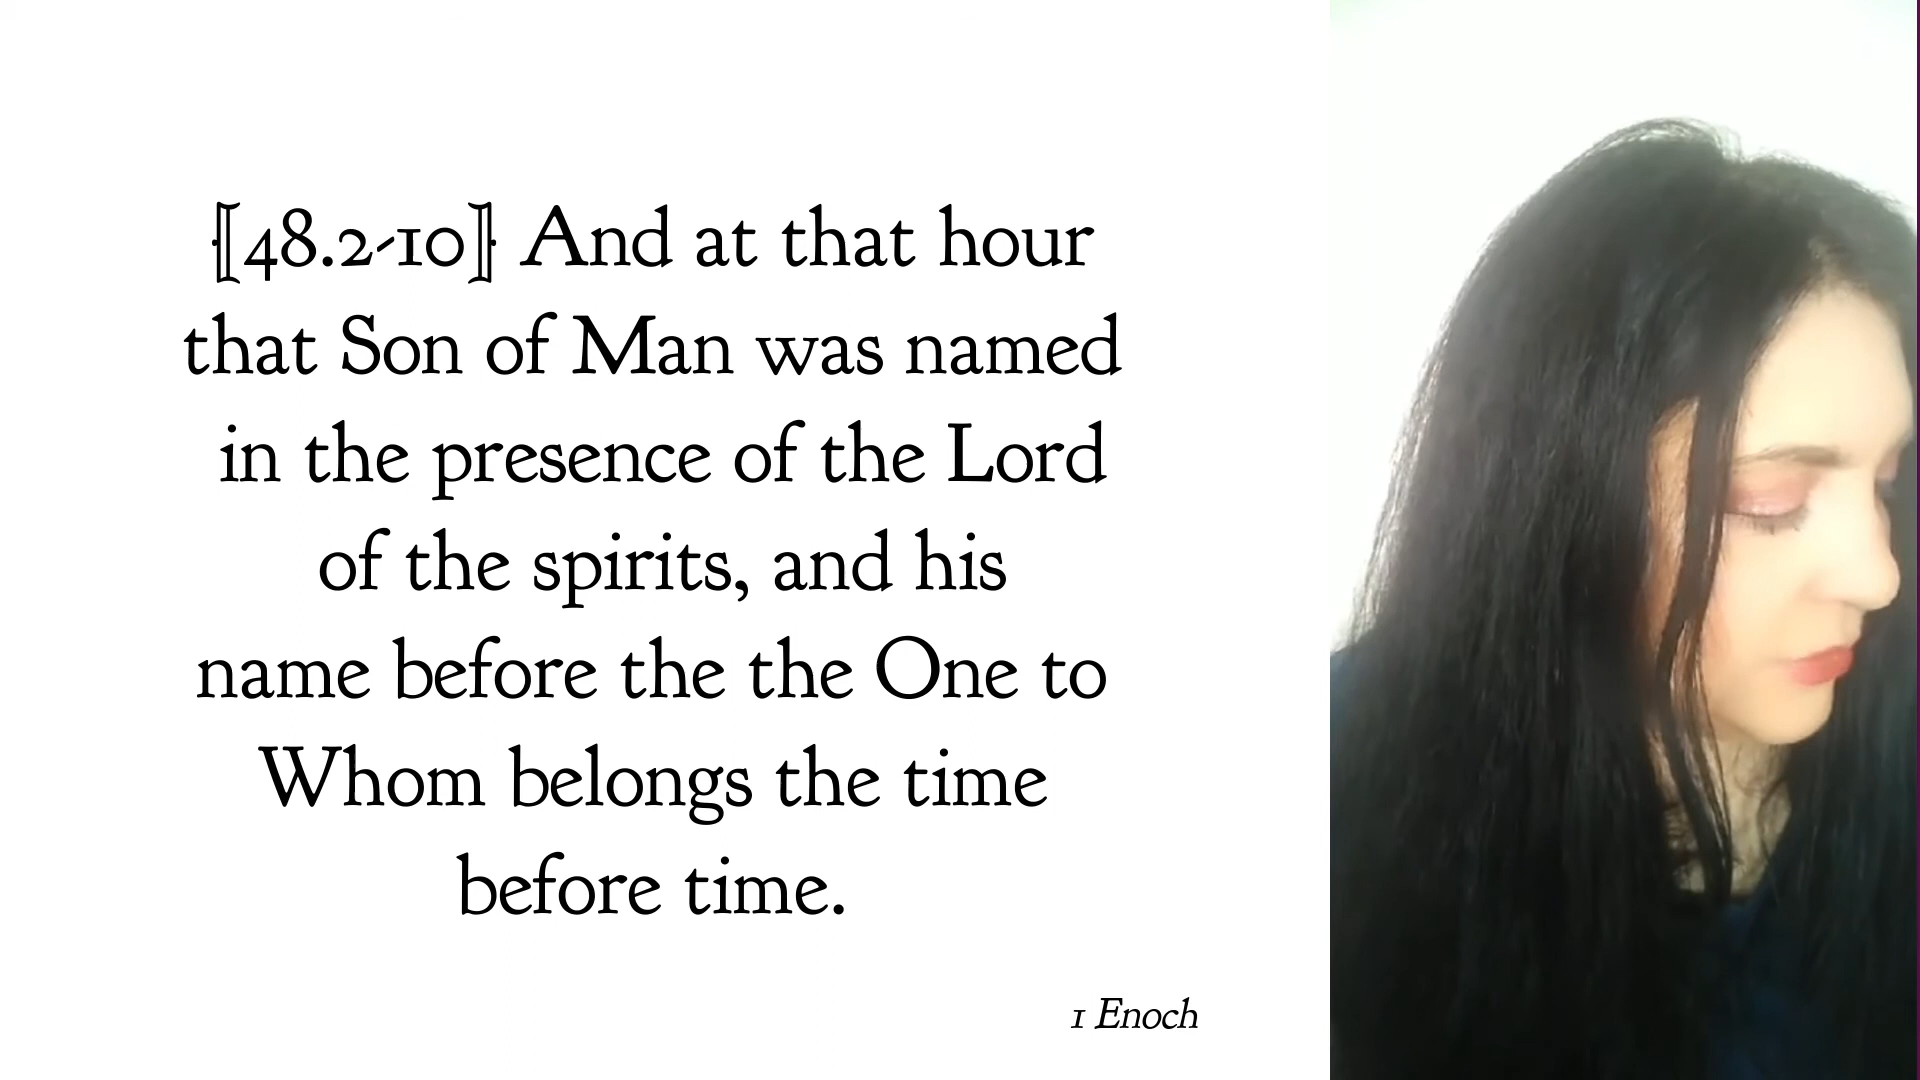 ⦃48.2-10⦄ And at that hour
that Son of Man was named
in the presence of the Lord
of the spirits, and his
name before the the One to
Whom belongs the time
before time.
1 Enoch